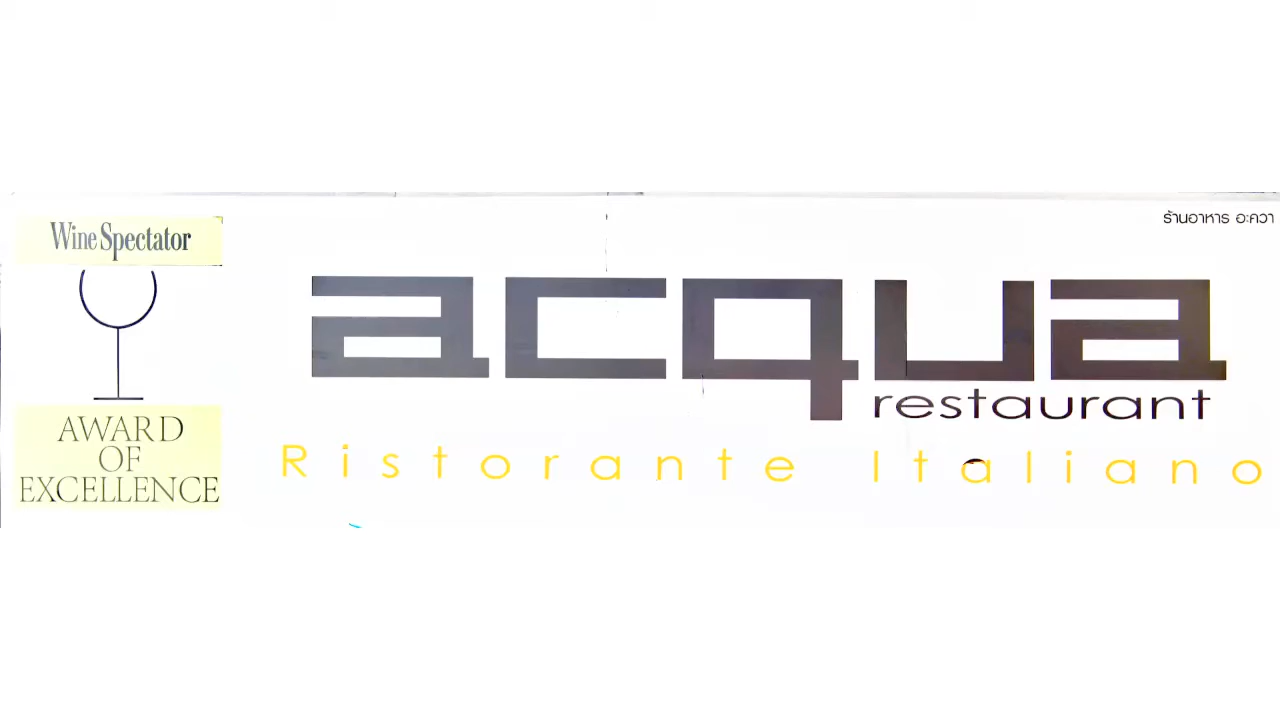 Wine Spectator
AWARD
OF
EXCELLENCE
ร้านอาหาร อะควา
acqua
restaurant
Ristorante Italiano